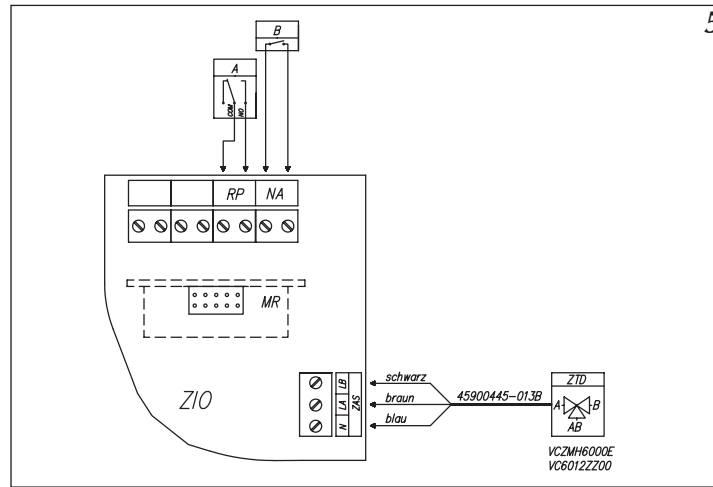 5
B
A
COM
NO
RP NA
MR
ZIO
LB
LA
N
ZAS
schwarz
braun
blau
45900445-013B
ZTD
A B
AB
VCZMH6000E
VC6012ZZ00